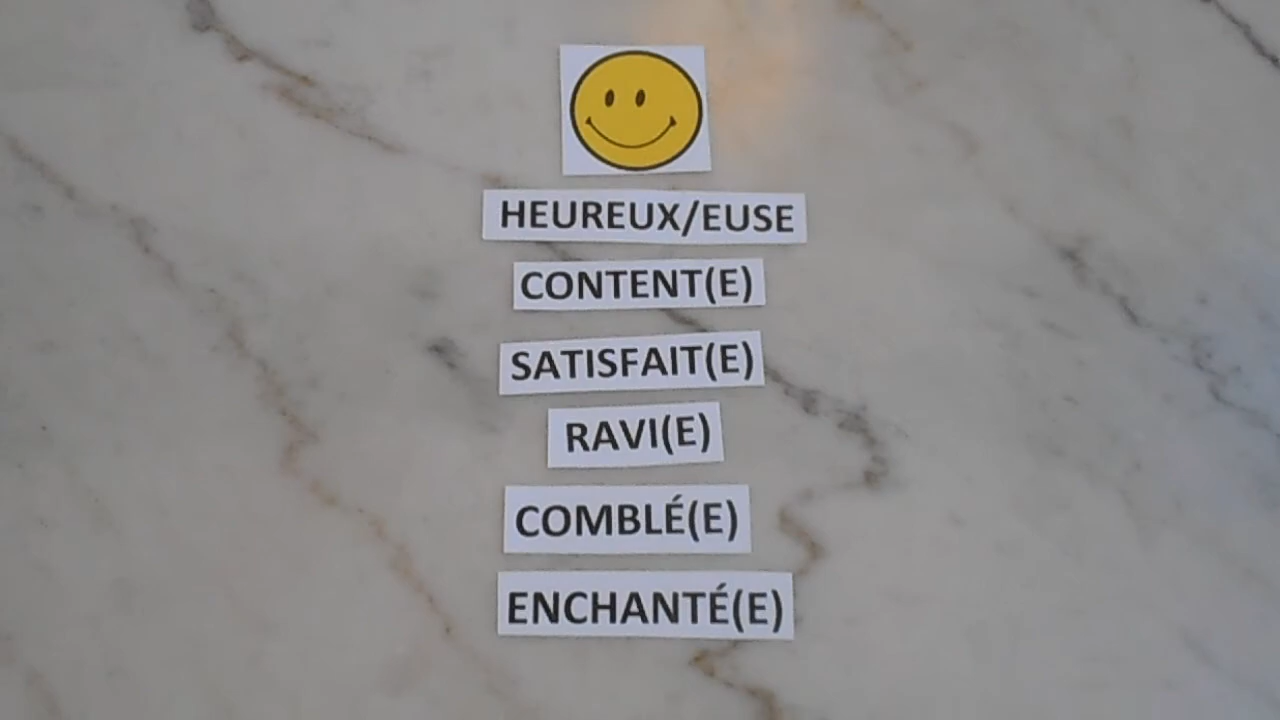 HEUREUX/EUSE
CONTENT(E)
SATISFAIT(E)
RAVI(E)
COMBLÉ(E)
ENCHANTÉ(E)